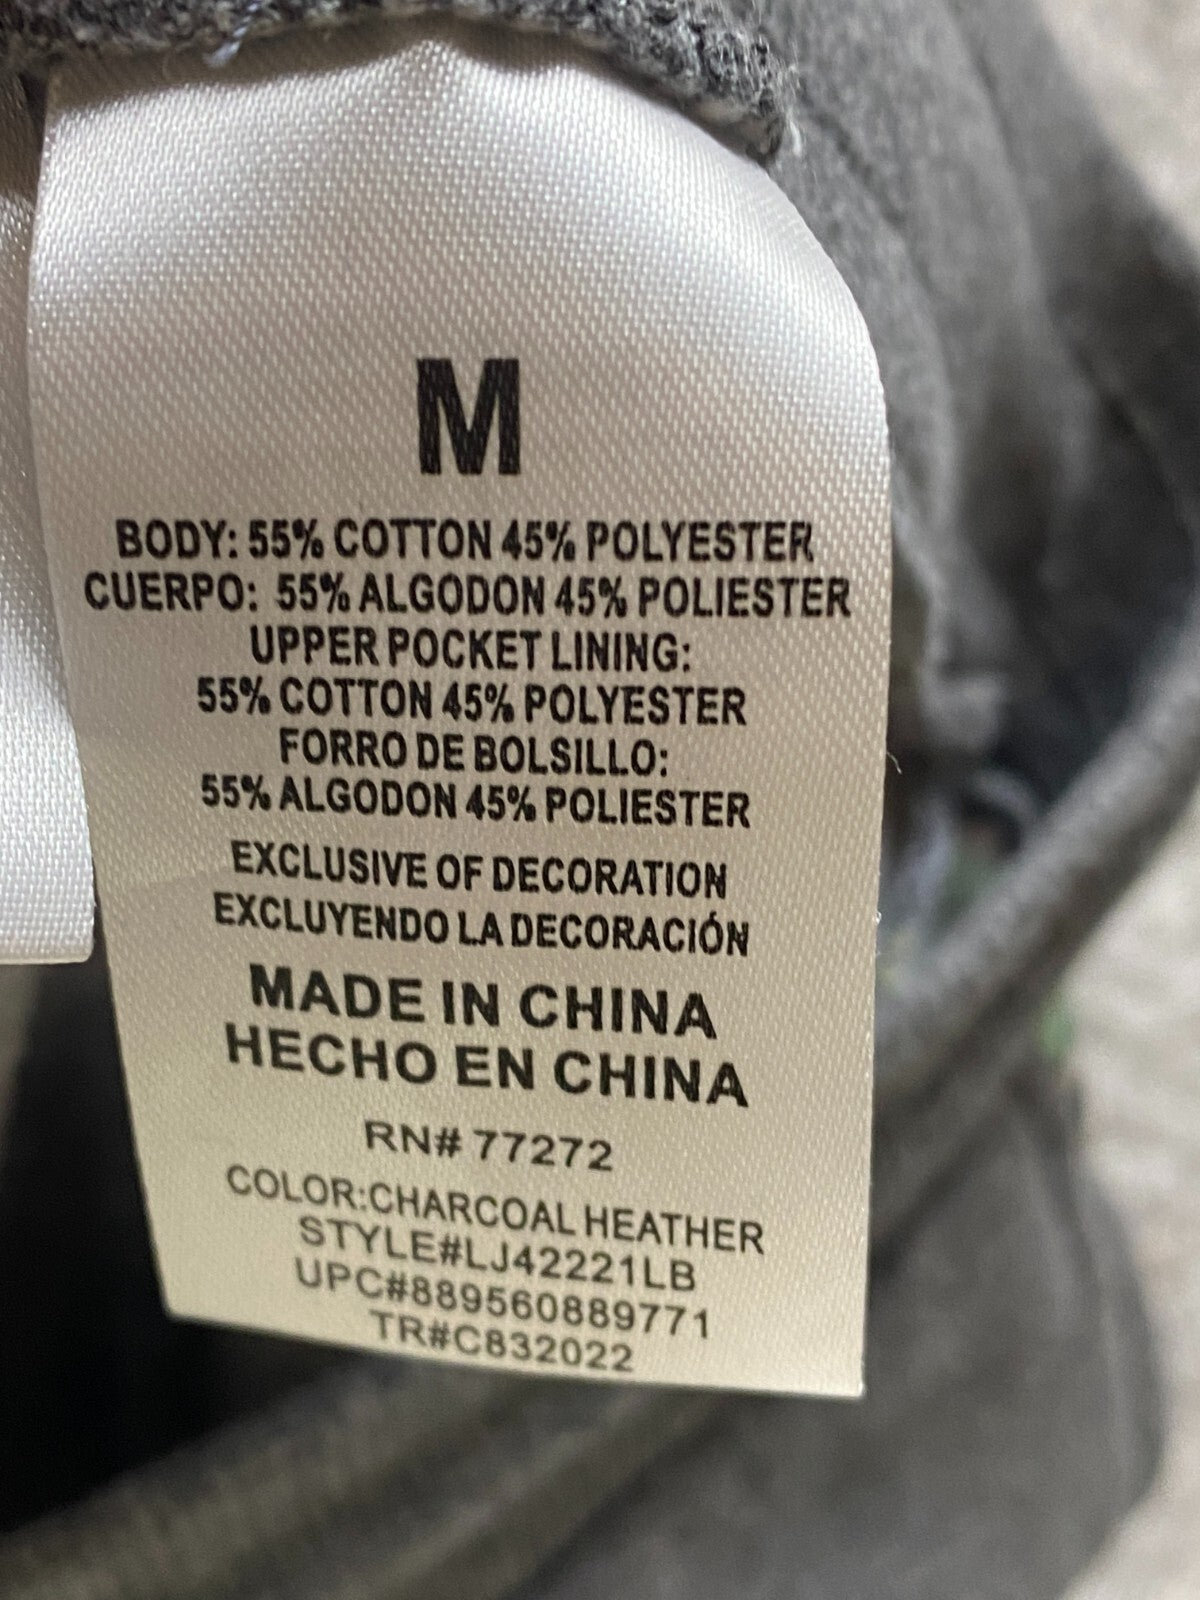 M
BODY: 55% COTTON 45% POLYESTER
CUERPO: 55% ALGODON 45% POLIESTER
UPPER POCKET LINING:
55% COTTON 45% POLYESTER
FORRO DE BOLSILLO:
55% ALGODON 45% POLIESTER
EXCLUSIVE OF DECORATION
EXCLUYENDO LA DECORACIÓN
MADE IN CHINA
HECHO EN CHINA
RN# 77272
COLOR:CHARCOAL HEATHER
STYLE#LJ42221LB
UPC#889560889771
TR#C832022